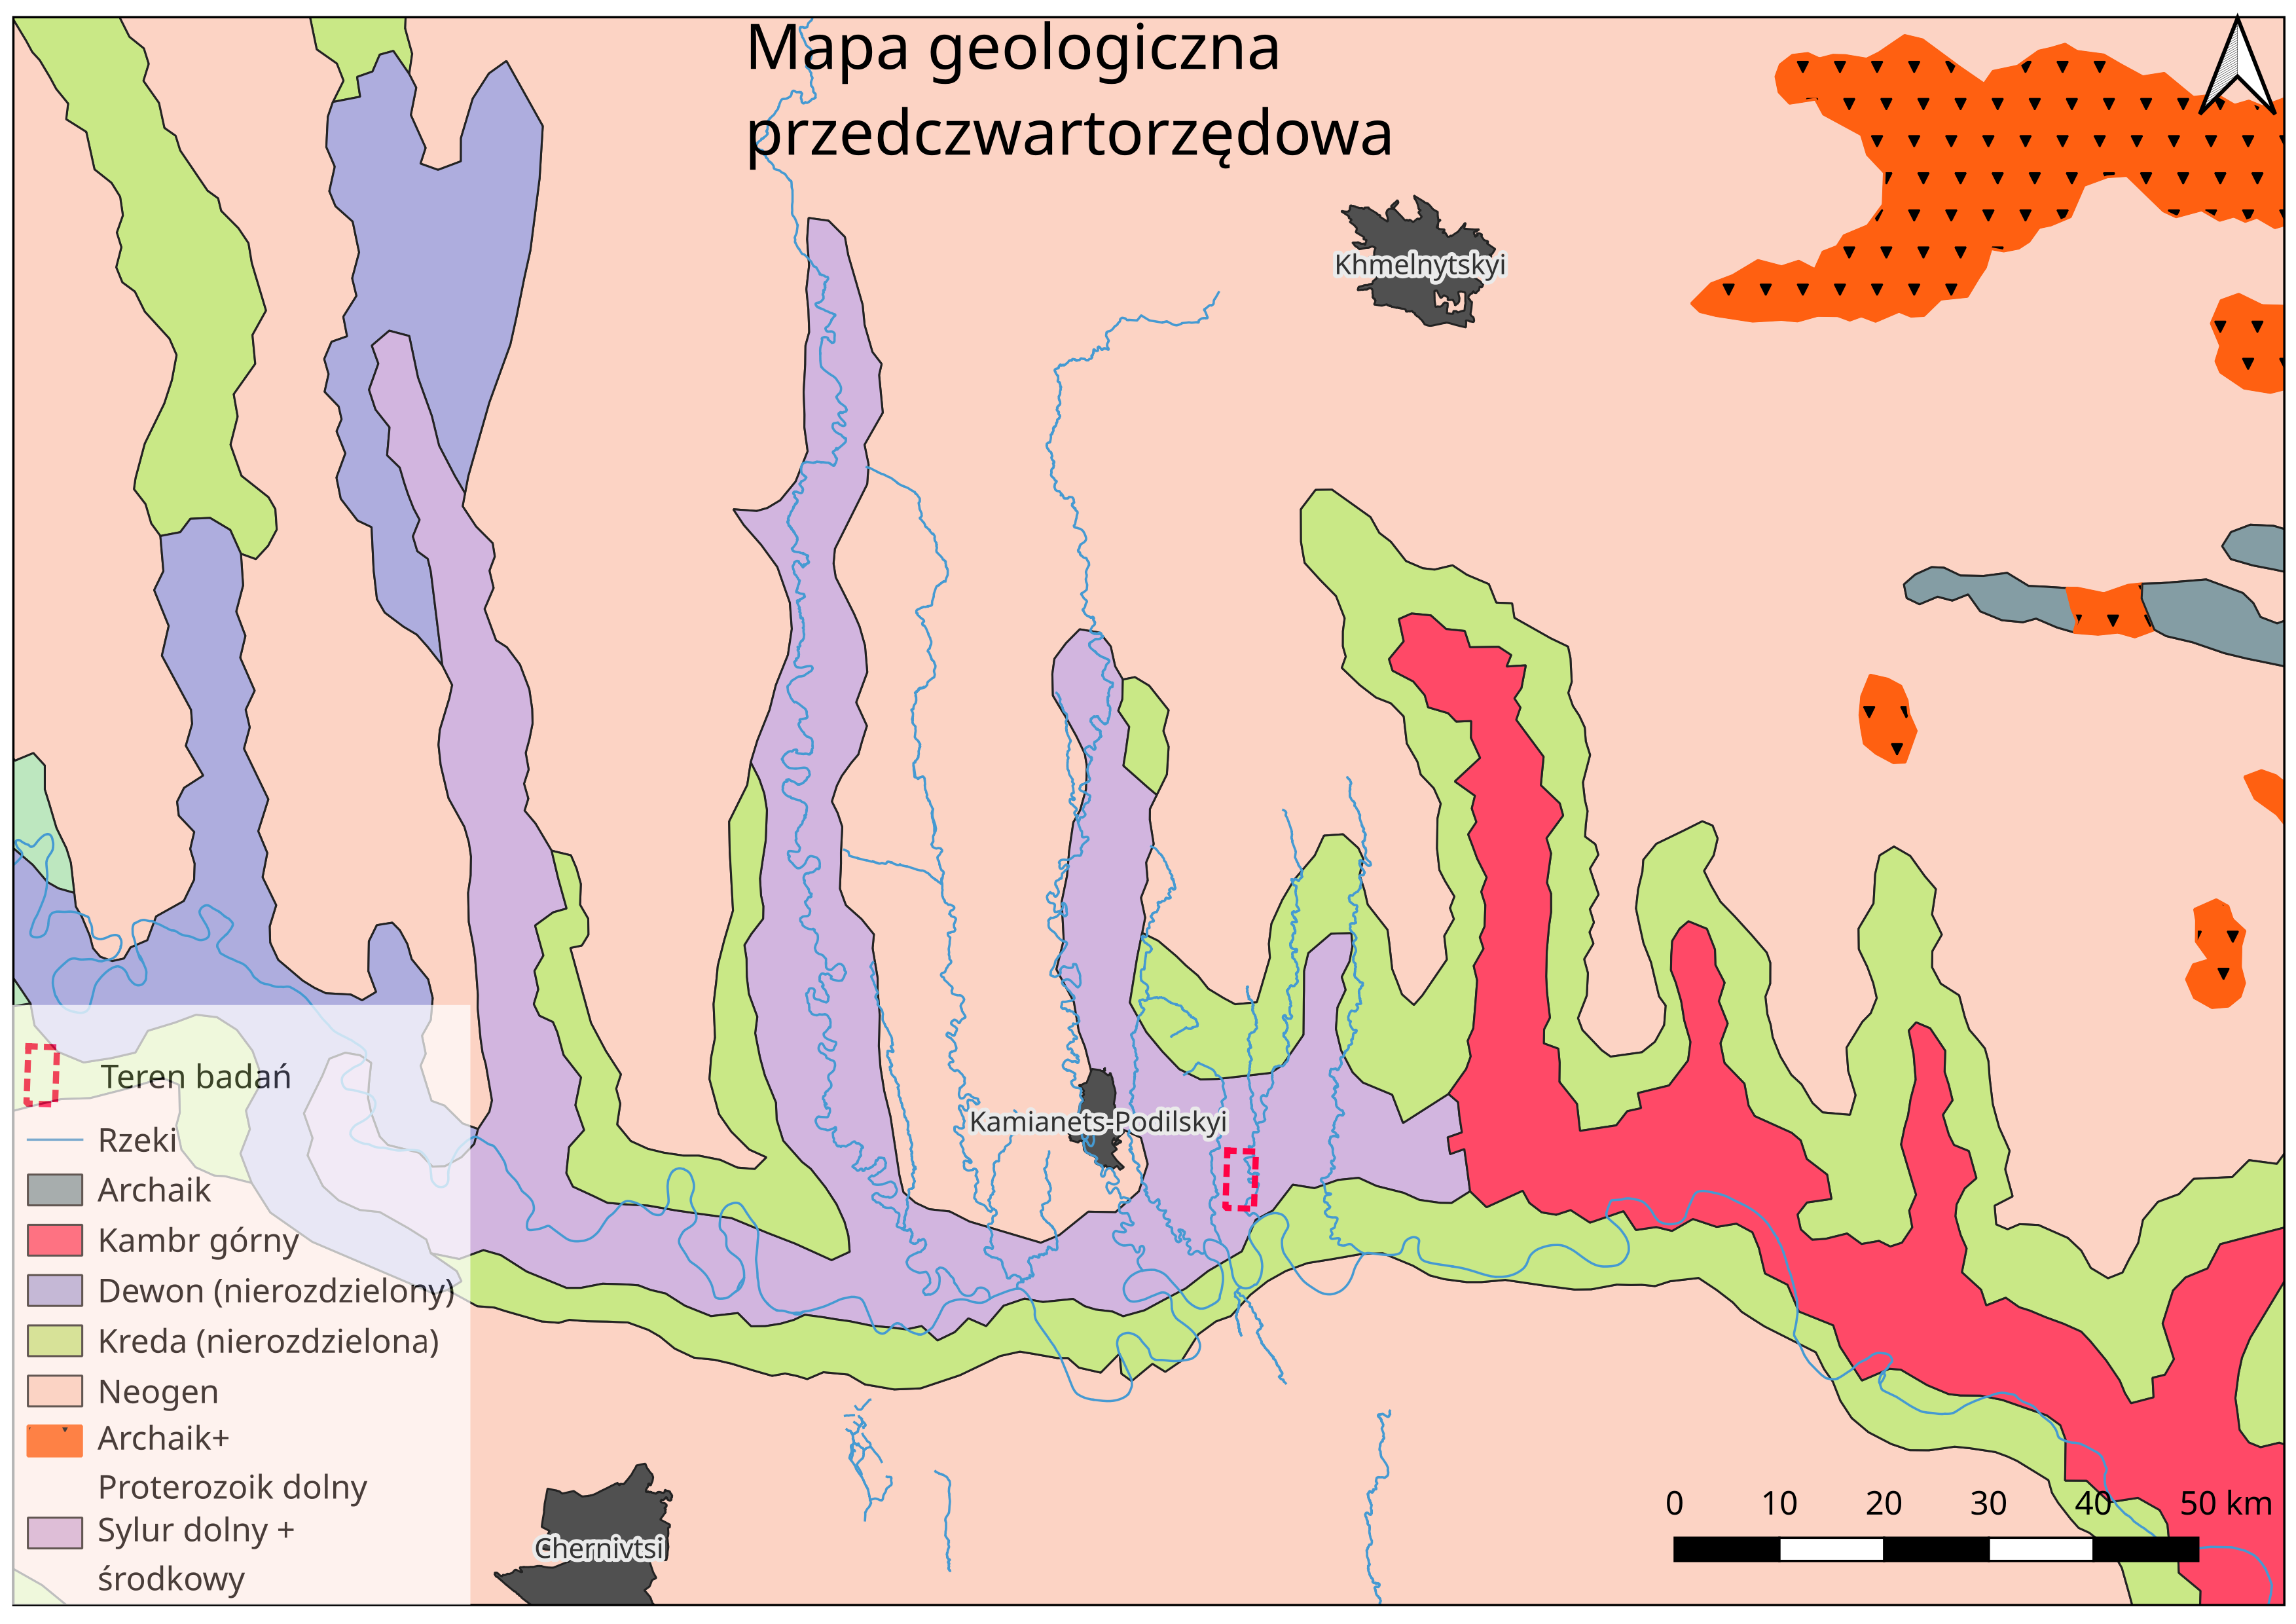 Mapa geologiczna
przedczwartorzędowa
Khmelnytskyi
Kamianets-Podilskyi
Chernivtsi
Teren badań
Rzeki
Archaik
Kambr górny
Dewon (nierozdzielony)
Kreda (nierozdzielona)
Neogen
Archaik+
Proterozoik dolny
Sylur dolny +
środkowy
0 10 20 30 40 50 km